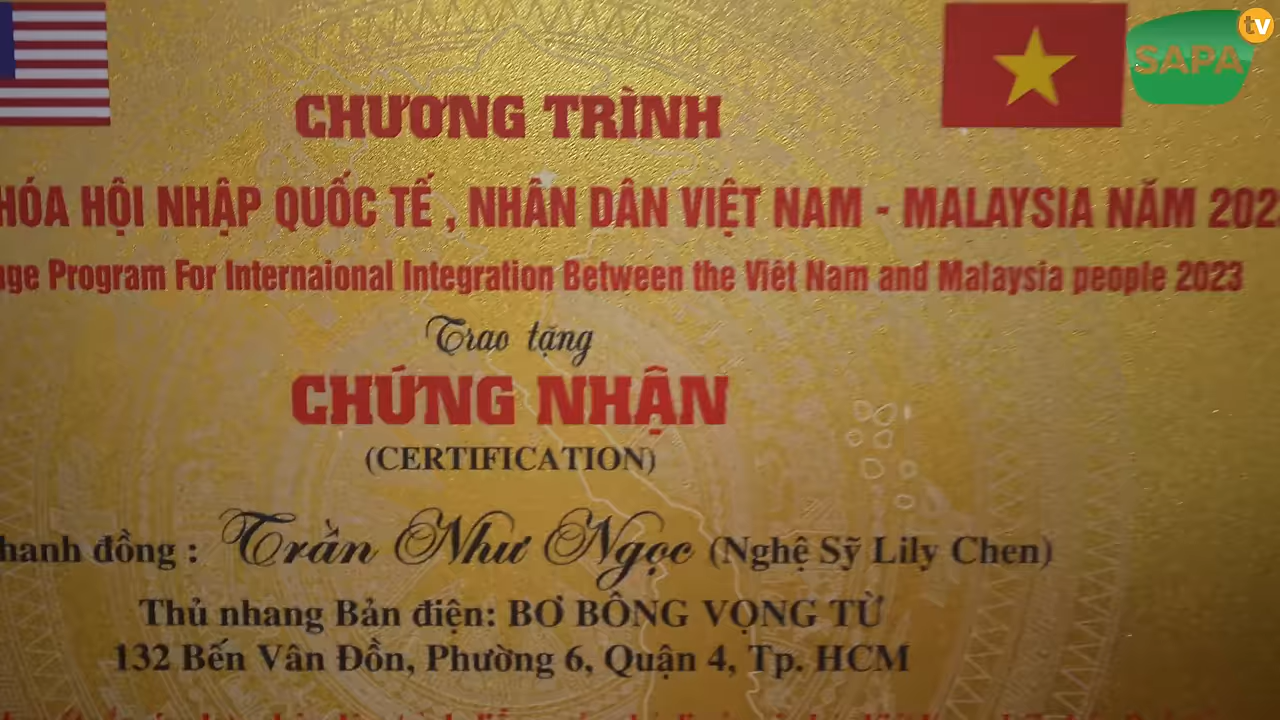 tv
SAPA
CHƯƠNG TRÌNH
HÓA HỘI NHẬP QUỐC TẾ , NHÂN DÂN VIỆT NAM - MALAYSIA NĂM 202
Program For Internaional Integration Between the Việt Nam and Malaysia people 2023
Trao tặng
CHỨNG NHẬN
(CERTIFICATION)
hanh đồng : Trần Như Ngọc (Nghệ Sỹ Lily Chen)
Thủ nhang Bản điện: BƠ BÔNG VỌNG TỪ
132 Bến Vân Đồn, Phường 6, Quận 4, Tp. HCM